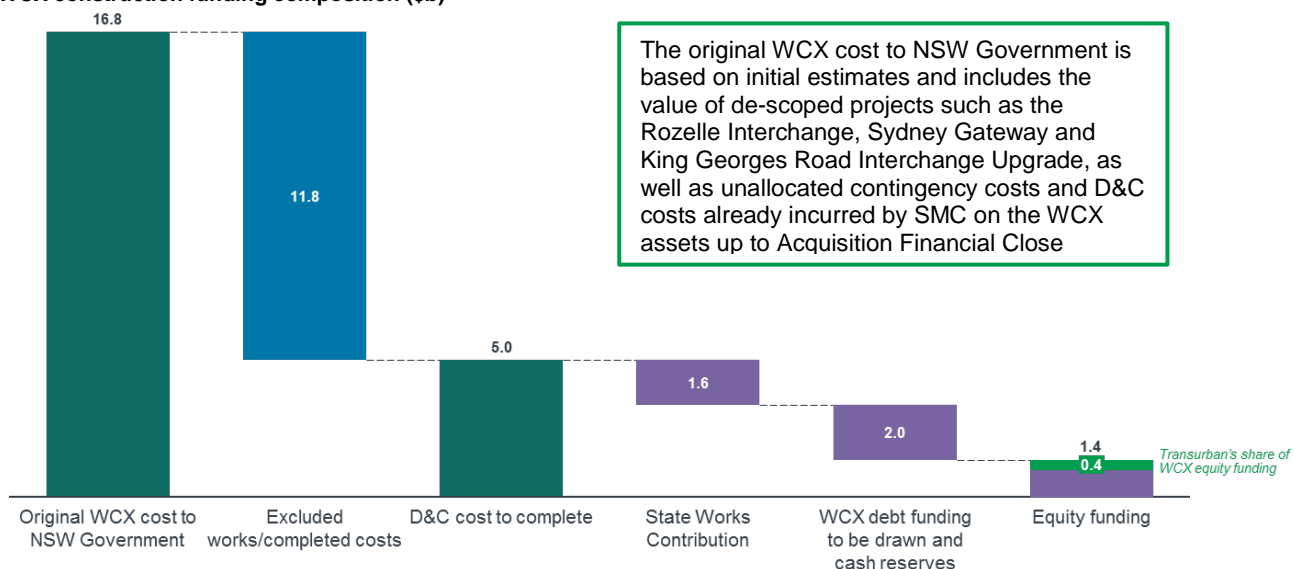 WCX construction funding composition ($b)
16.8
The original WCX cost to NSW Government is
based on initial estimates and includes the
value of de-scoped projects such as the
Rozelle Interchange, Sydney Gateway and
King Georges Road Interchange Upgrade, as
well as unallocated contingency costs and D&C
costs already incurred by SMC on the WCX
assets up to Acquisition Financial Close
11.8
5.0
1.6
2.0
1.4
0.4
Transurban's share of
WCX equity funding
Original WCX cost to
NSW Government
Excluded
works/completed costs
D&C cost to complete
State Works
Contribution
WCX debt funding
to be drawn and
cash reserves
Equity funding